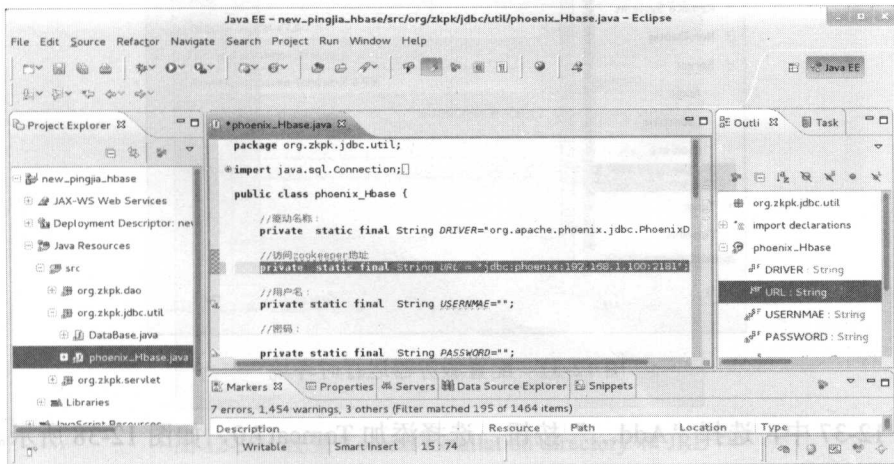 Java EE - new_pingjia_hbase/src/org/zkpk/jdbc/util/phoenix_Hbase.java - Eclipse
File Edit Source Refactor Navigate Search Project Run Window Help
Java EE
Project Explorer
new_pingjia_hbase
JAX-WS Web Services
Deployment Descriptor: nev
Java Resources
src
org.zkpk.dao
org.zkpk.jdbc.util
DataBase.java
phoenix_Hbase.java
org.zkpk.servlet
Libraries
JavaScript Resources
*phoenix_Hbase.java
package org.zkpk.jdbc.util;
import java.sql.Connection;
public class phoenix_Hbase {
//驱动名称：
private static final String DRIVER="org.apache.phoenix.jdbc.PhoenixD
//访问zookeeper地址
private static final String URL = "jdbc:phoenix:192.168.1.100:2181";
//用户名：
private static final String USERNMAE="";
//密码：
private static final String PASSWORD="";
Outli Task
org.zkpk.jdbc.util
import declarations
phoenix_Hbase
DRIVER : String
URL : String
USERNMAE : String
PASSWORD : String
Markers Properties Servers Data Source Explorer Snippets
7 errors, 1,454 warnings, 3 others (Filter matched 195 of 1464 items)
Description Resource Path Location Type
Writable Smart Insert 15 : 74